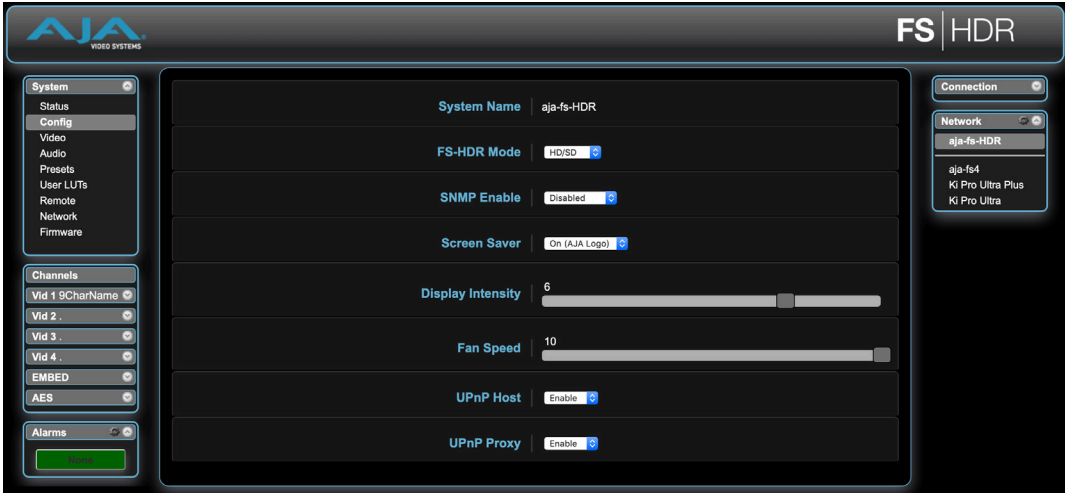 AJA
VIDEO SYSTEMS
FS|HDR
System
Status
Config
Video
Audio
Presets
User LUTs
Remote
Network
Firmware
Channels
Vid 1 9CharName
Vid 2 .
Vid 3 .
Vid 4 .
EMBED
AES
Alarms
None
System Name aja-fs-HDR
FS-HDR Mode HD/SD
SNMP Enable Disabled
Screen Saver On (AJA Logo)
Display Intensity 6
Fan Speed 10
UPnP Host Enable
UPnP Proxy Enable
Connection
Network
aja-fs-HDR
aja-fs4
Ki Pro Ultra Plus
Ki Pro Ultra